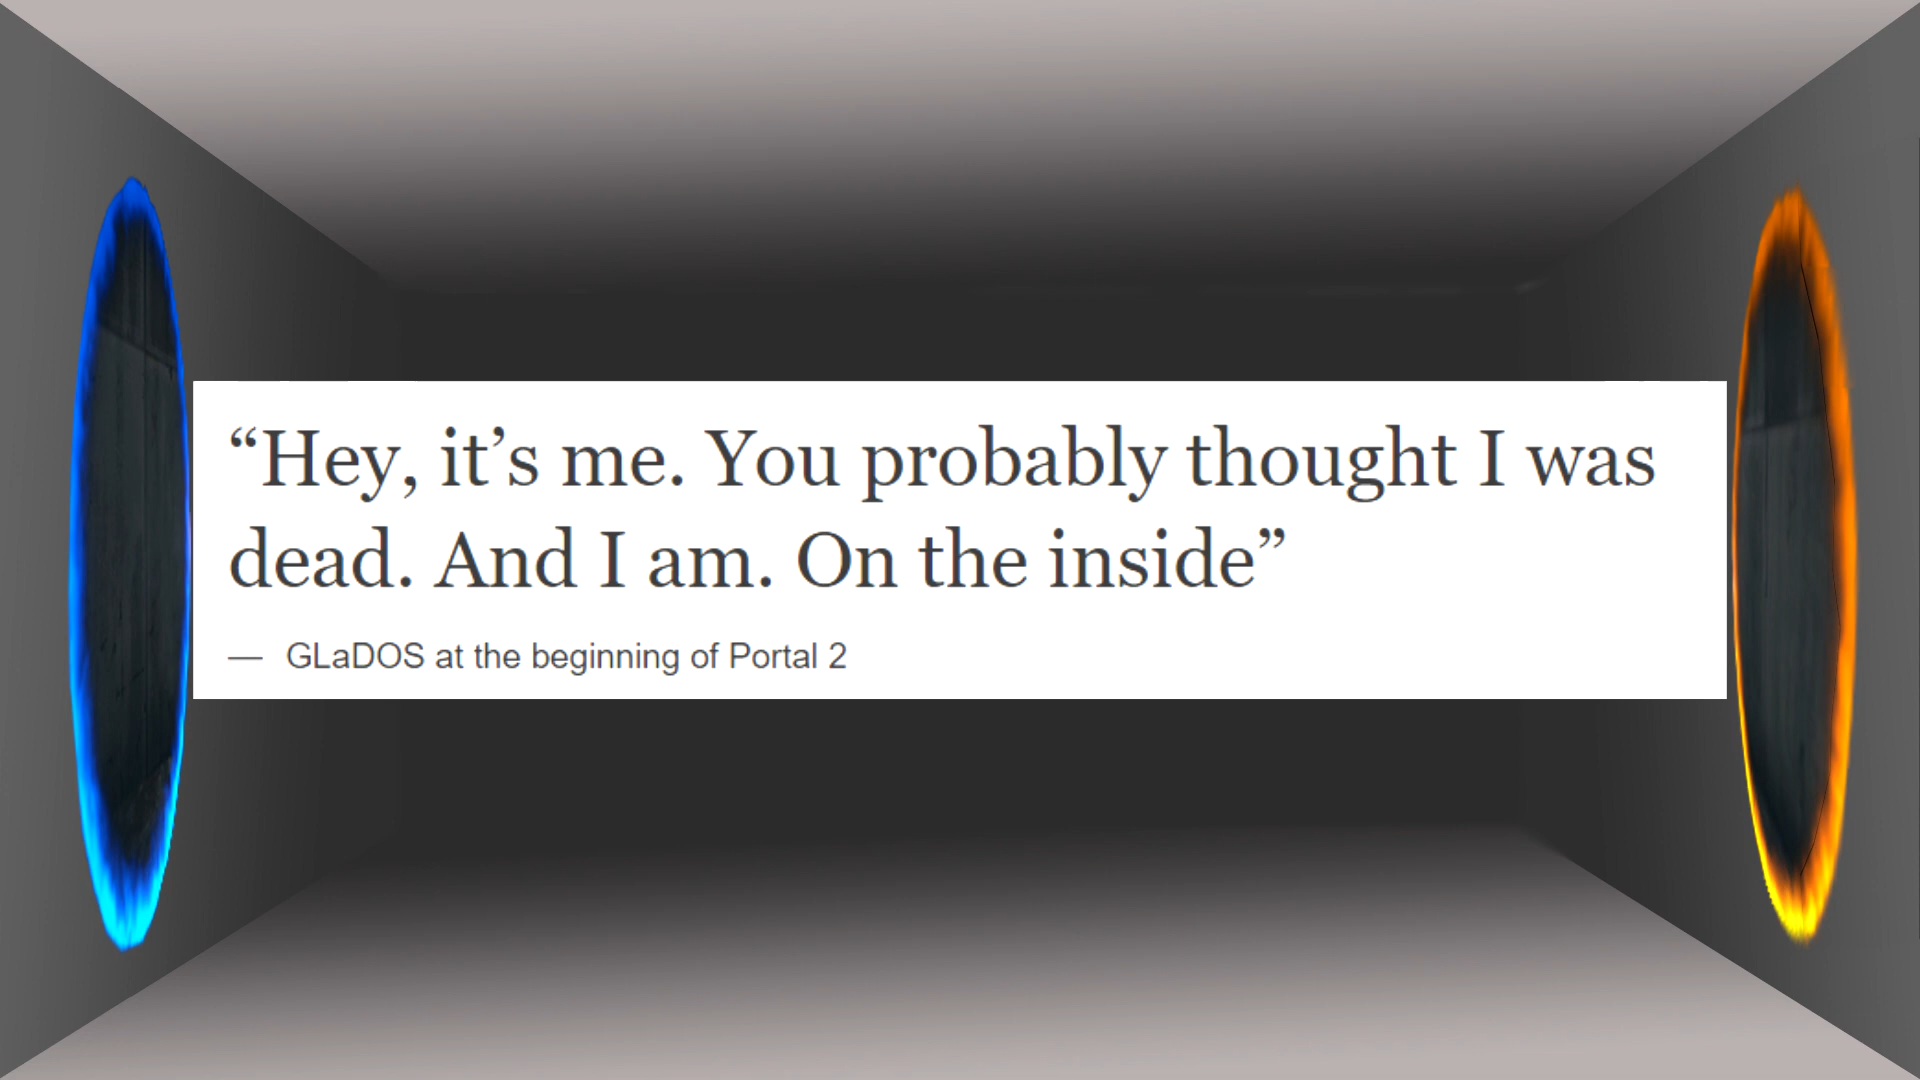 “Hey, it’s me. You probably thought I was
dead. And I am. On the inside”
— GLaDOS at the beginning of Portal 2